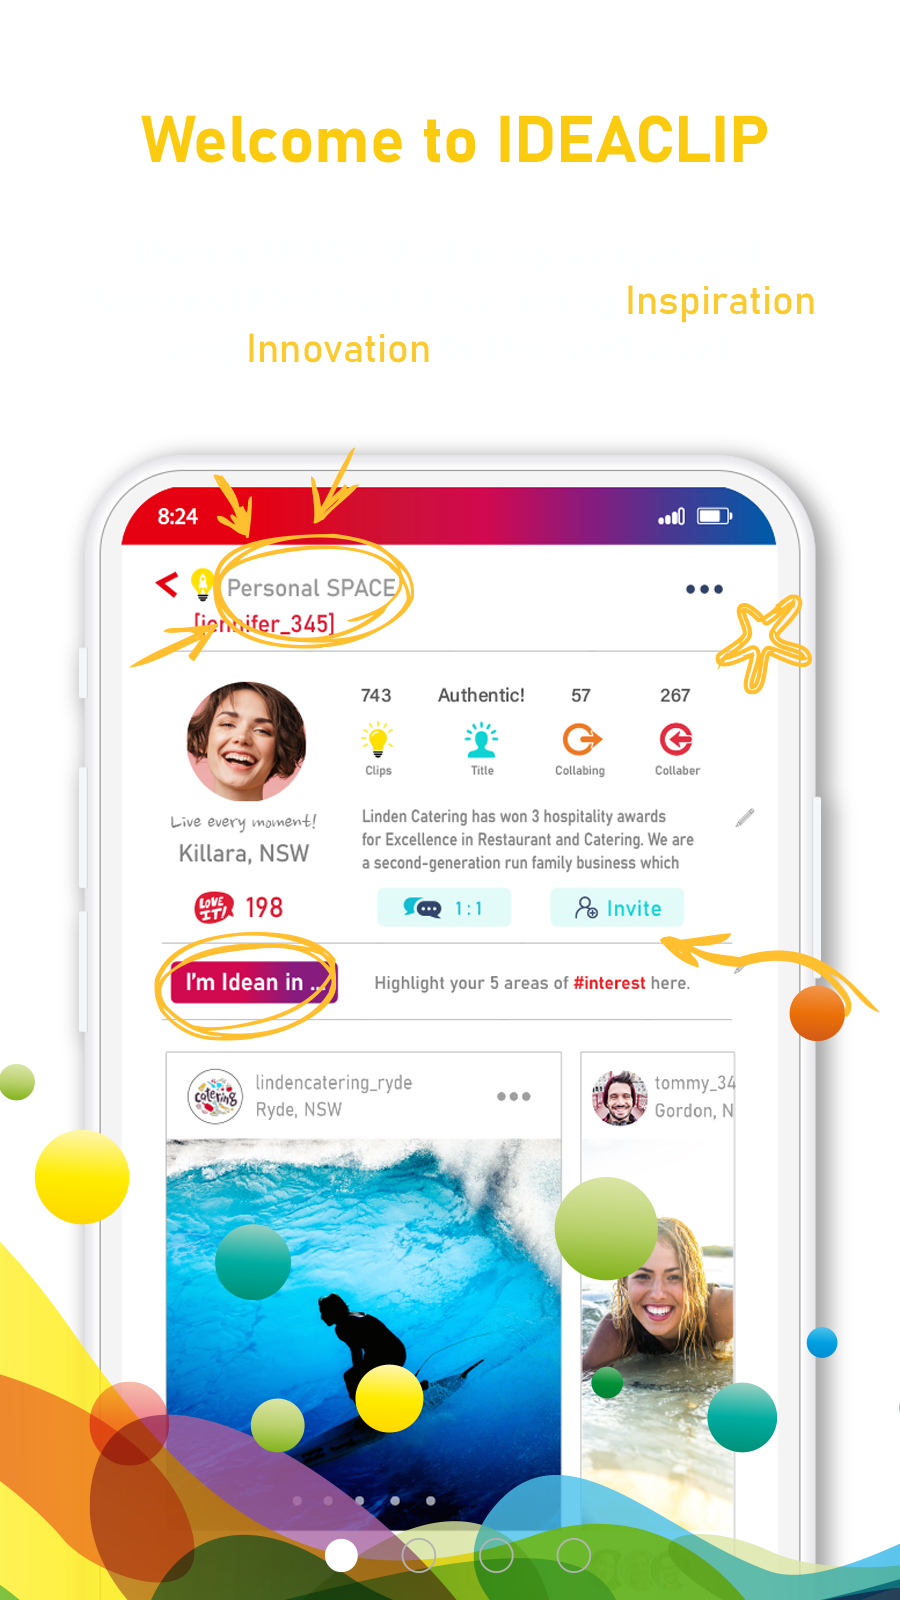 Welcome to IDEACLIP
Inspiration
Innovation
8:24
Personal SPACE
[jennifer_345]
743 Authentic! 57 267
Clips Title Collabing Collaber
Live every moment!
Killara, NSW
Linden Catering has won 3 hospitality awards
for Excellence in Restaurant and Catering. We are
a second-generation run family business which
LOVE IT! 198
1 : 1
Invite
I'm Idean in ...
Highlight your 5 areas of #interest here.
catering
lindencatering_ryde
Ryde, NSW
tommy_34
Gordon, N